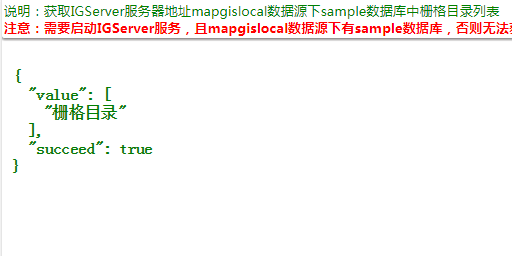 说明：获取IGServer服务器地址mapgislocal数据源下sample数据库中栅格目录列表
注意：需要启动IGServer服务，且mapgislocal数据源下有sample数据库，否则无法
{
"value": [
"栅格目录"
],
"succeed": true
}